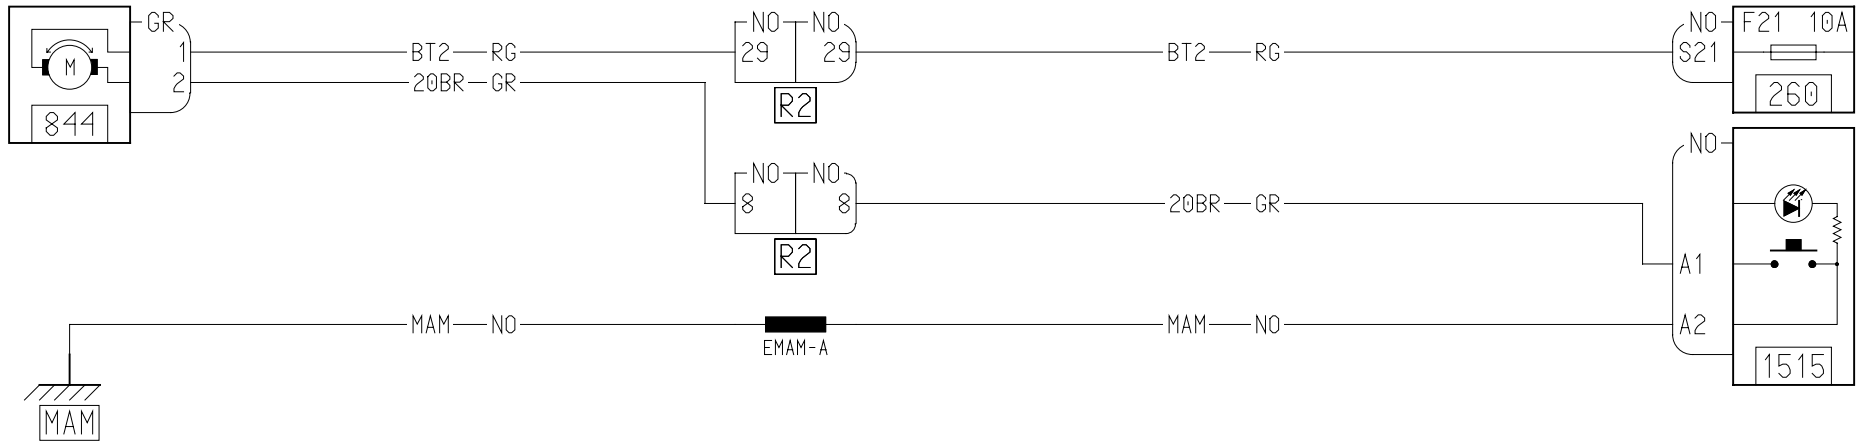 GR NO NO NO F21 10A
1 BT2 RG 29 29 BT2 RG S21
M
2 20BR GR
844 R2 260
NO
NO NO
8 8 20BR GR
R2
A1
MAM NO MAM NO A2
EMAM-A
1515
MAM